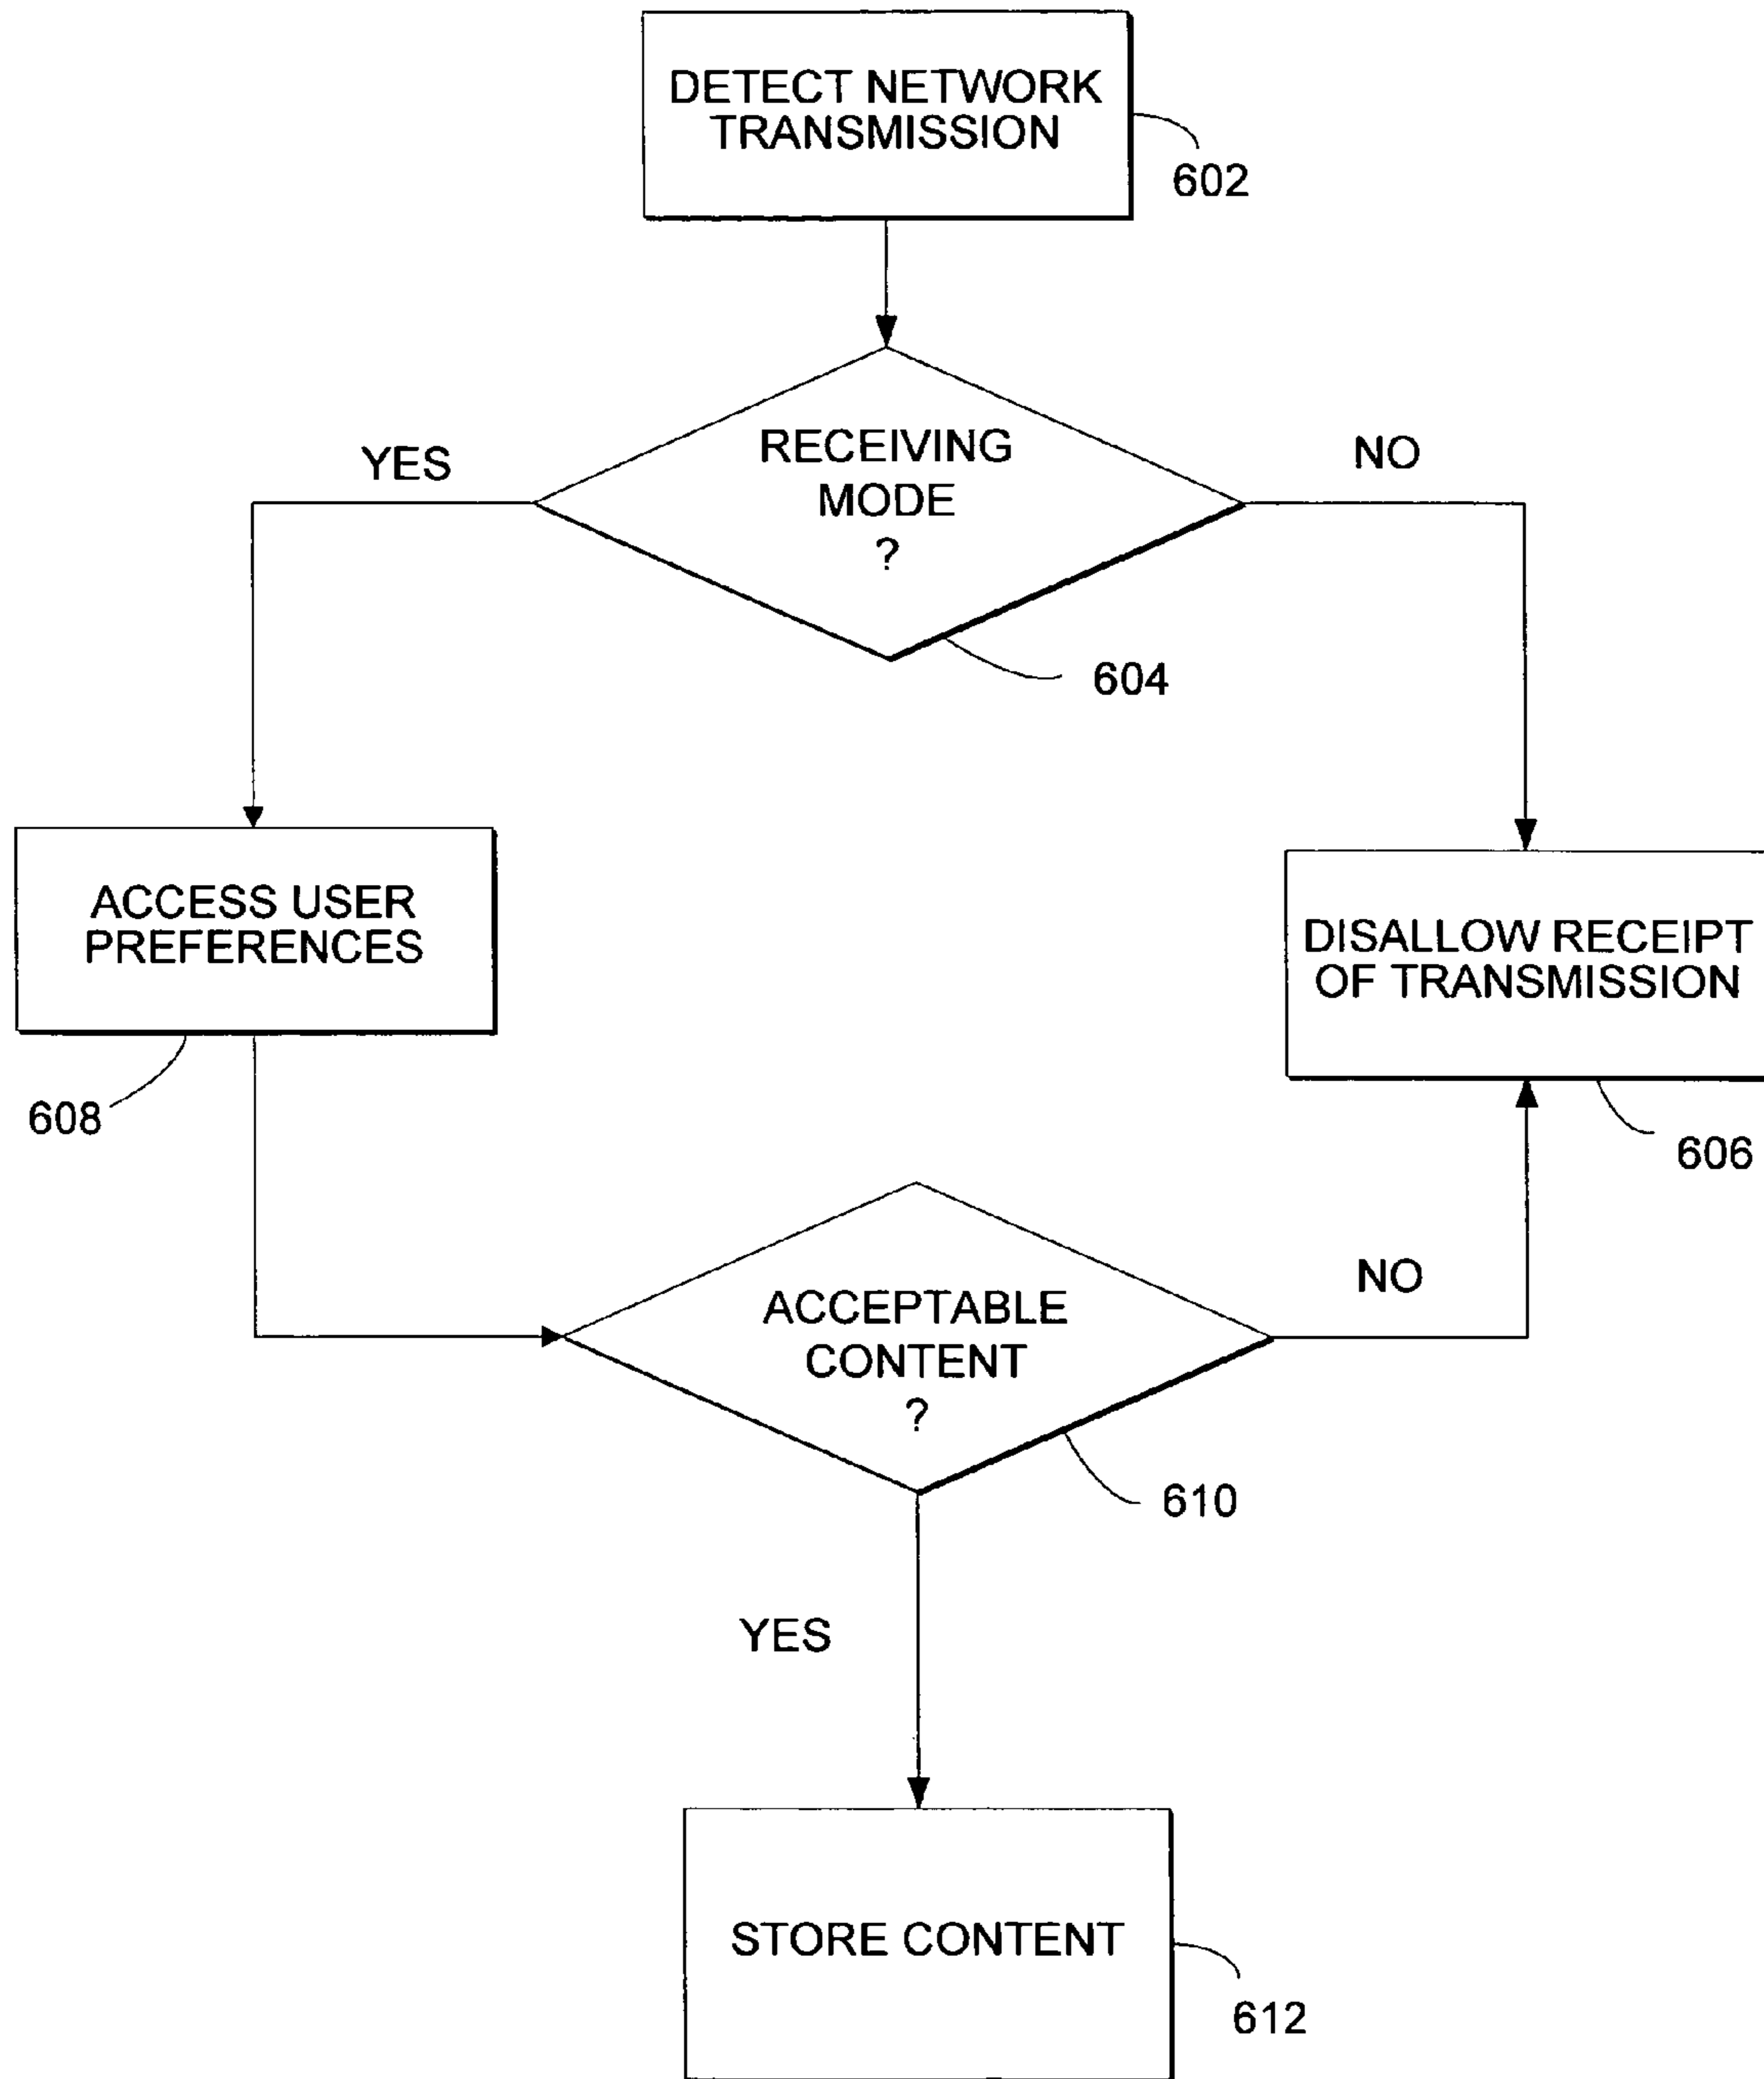 DETECT NETWORK
TRANSMISSION
602
RECEIVING
MODE
?
YES
NO
604
ACCESS USER
PREFERENCES
608
DISALLOW RECEIPT
OF TRANSMISSION
606
ACCEPTABLE
CONTENT
?
NO
610
YES
STORE CONTENT
612